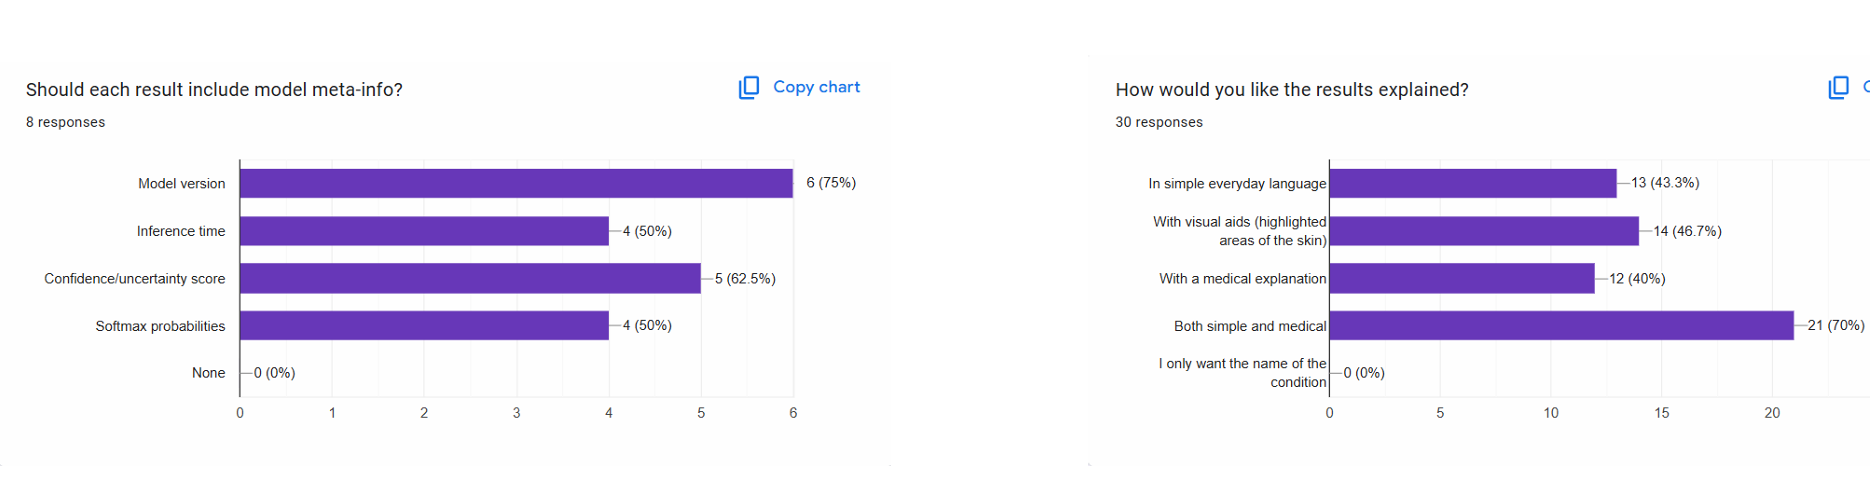 Should each result include model meta-info?
Copy chart
8 responses
Model version
6 (75%)
Inference time
4 (50%)
Confidence/uncertainty score
5 (62.5%)
Softmax probabilities
4 (50%)
None
0 (0%)
0 1 2 3 4 5 6
How would you like the results explained?
30 responses
In simple everyday language
13 (43.3%)
With visual aids (highlighted
areas of the skin)
14 (46.7%)
With a medical explanation
12 (40%)
Both simple and medical
21 (70%)
I only want the name of the
condition
0 (0%)
0 5 10 15 20